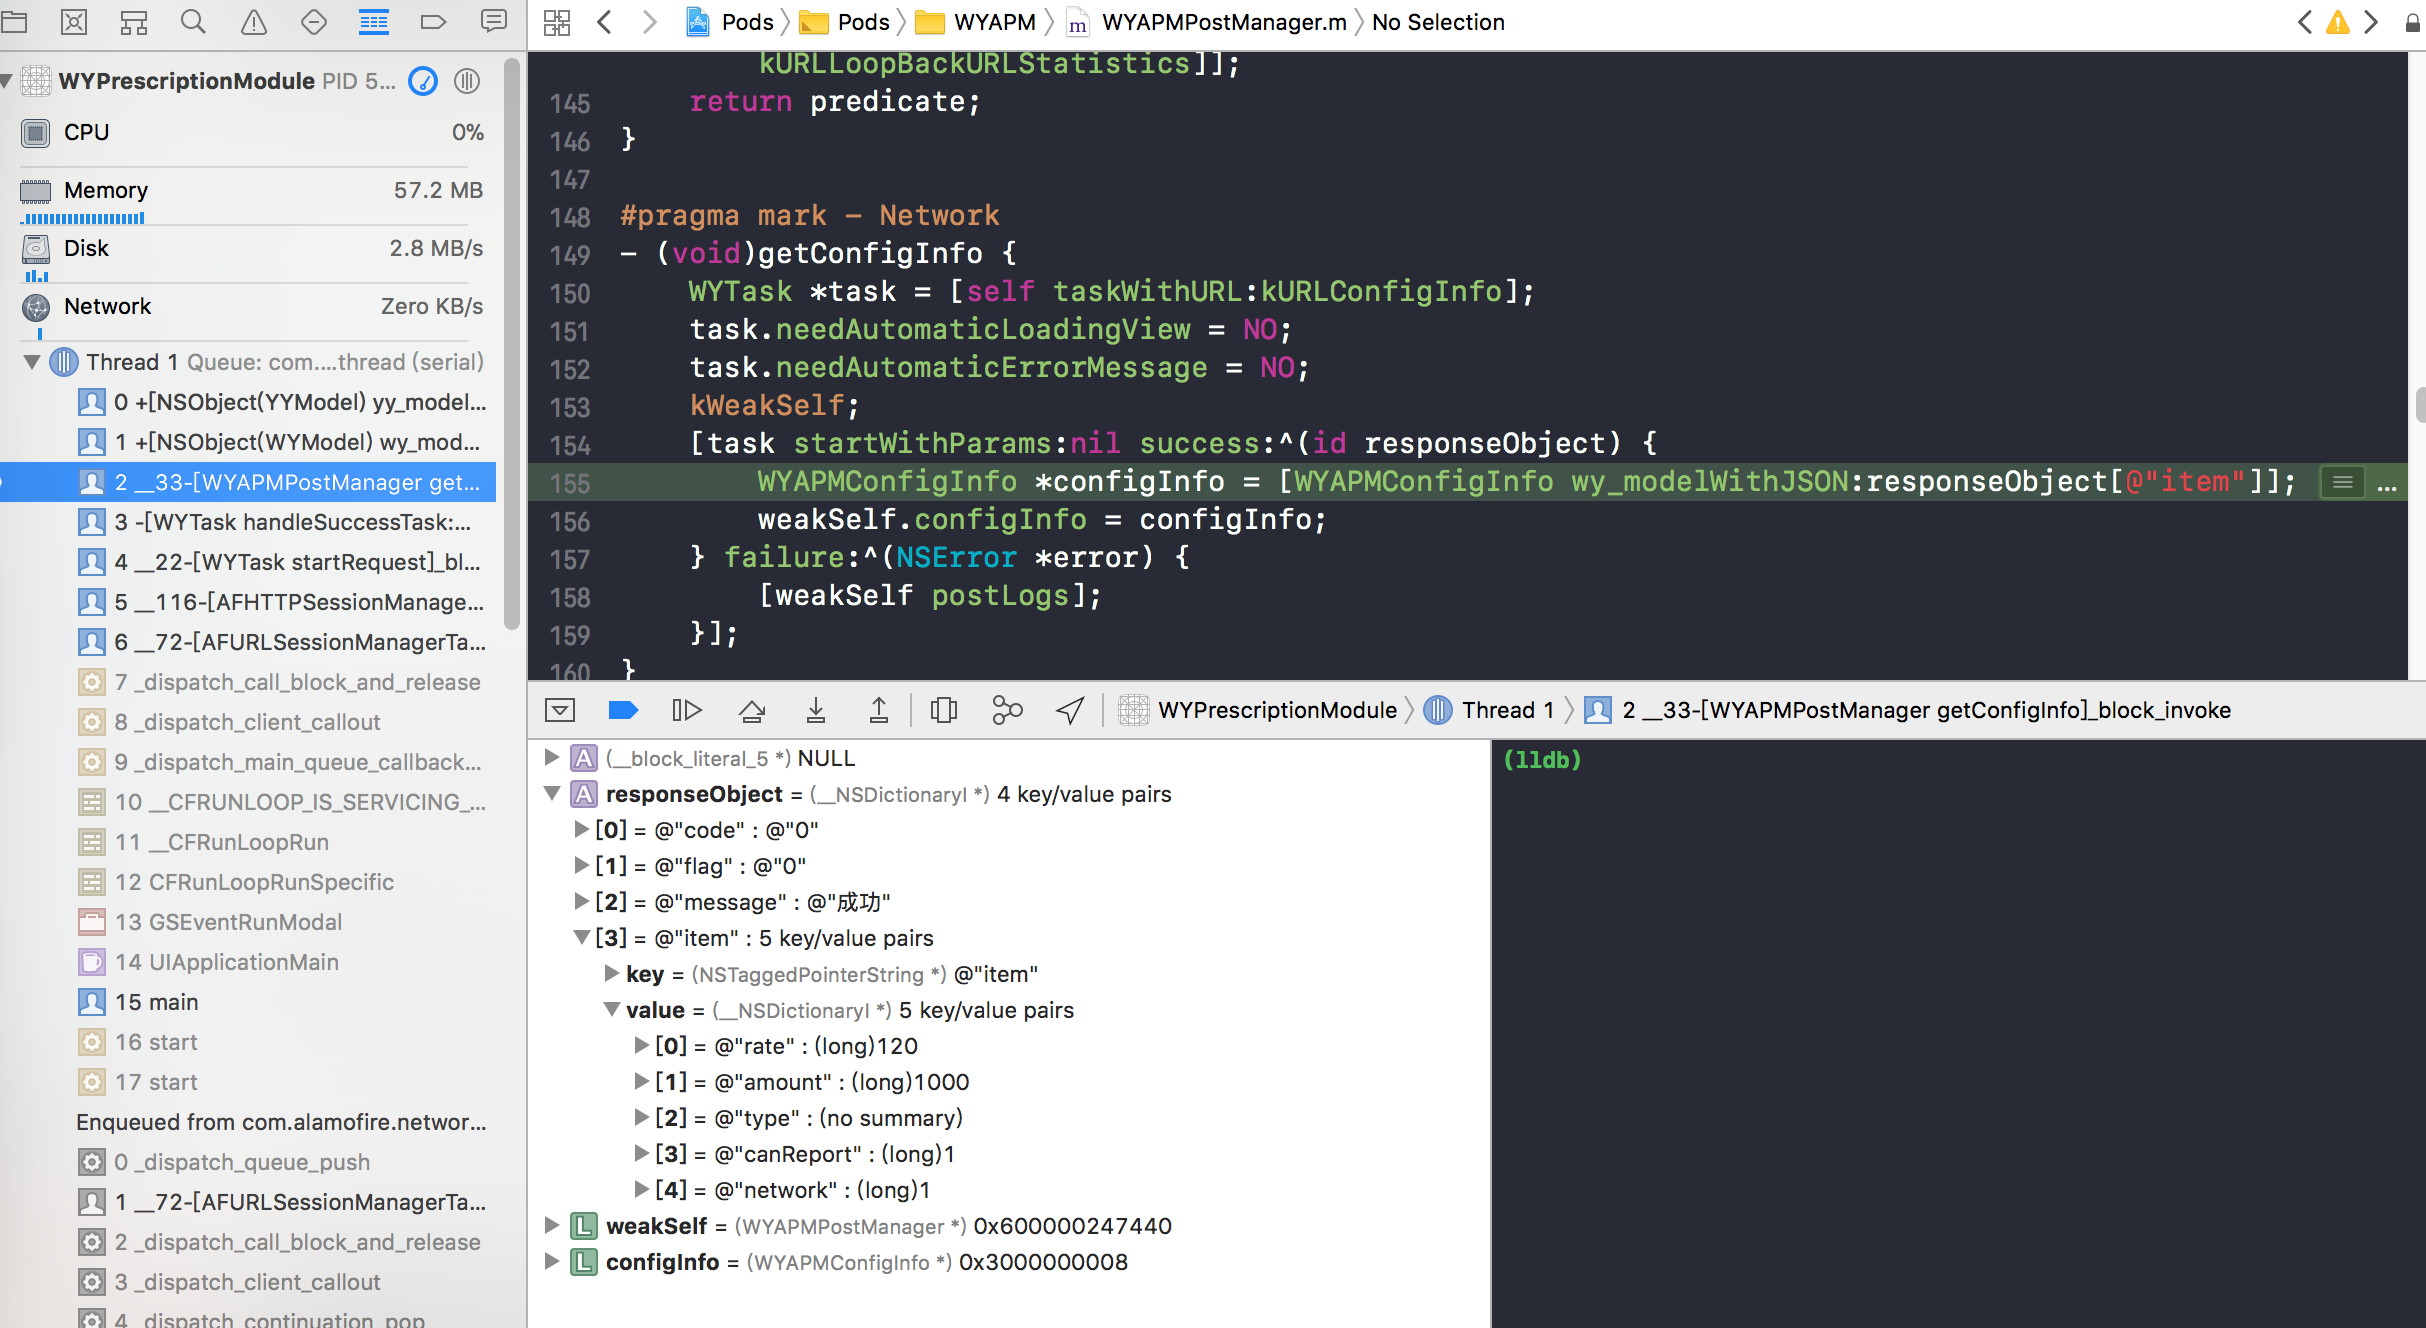 Pods Pods WYAPM m WYAPMPostManager.m No Selection
WYPrescriptionModule PID 5...
CPU 0%
Memory 57.2 MB
Disk 2.8 MB/s
Network Zero KB/s
Thread 1 Queue: com....thread (serial)
0 +[NSObject(YYModel) yy_model...
1 +[NSObject(WYModel) wy_mod...
2 __33-[WYAPMPostManager get...
3 -[WYTask handleSuccessTask:...
4 __22-[WYTask startRequest]_bl...
5 __116-[AFHTTPSessionManage...
6 __72-[AFURLSessionManagerTa...
7 _dispatch_call_block_and_release
8 _dispatch_client_callout
9 _dispatch_main_queue_callback...
10 __CFRUNLOOP_IS_SERVICING_...
11 __CFRunLoopRun
12 CFRunLoopRunSpecific
13 GSEventRunModal
14 UIApplicationMain
15 main
16 start
17 start
Enqueued from com.alamofire.networ...
0 _dispatch_queue_push
1 __72-[AFURLSessionManagerTa...
2 _dispatch_call_block_and_release
3 _dispatch_client_callout
4 _dispatch_continuation_pop
kURLLoopBackURLStatistics]];
145 return predicate;
146 }
147
148 #pragma mark - Network
149 - (void)getConfigInfo {
150 WYTask *task = [self taskWithURL:kURLConfigInfo];
151 task.needAutomaticLoadingView = NO;
152 task.needAutomaticErrorMessage = NO;
153 kWeakSelf;
154 [task startWithParams:nil success:^(id responseObject) {
155 WYAPMConfigInfo *configInfo = [WYAPMConfigInfo wy_modelWithJSON:responseObject[@"item"]]; ...
156 weakSelf.configInfo = configInfo;
157 } failure:^(NSError *error) {
158 [weakSelf postLogs];
159 }];
160 }
WYPrescriptionModule Thread 1 2 __33-[WYAPMPostManager getConfigInfo]_block_invoke
A (__block_literal_5 *) NULL
A responseObject = (__NSDictionaryI *) 4 key/value pairs
[0] = @"code" : @"0"
[1] = @"flag" : @"0"
[2] = @"message" : @"成功"
[3] = @"item" : 5 key/value pairs
key = (NSTaggedPointerString *) @"item"
value = (__NSDictionaryI *) 5 key/value pairs
[0] = @"rate" : (long)120
[1] = @"amount" : (long)1000
[2] = @"type" : (no summary)
[3] = @"canReport" : (long)1
[4] = @"network" : (long)1
L weakSelf = (WYAPMPostManager *) 0x600000247440
L configInfo = (WYAPMConfigInfo *) 0x3000000008
(lldb)